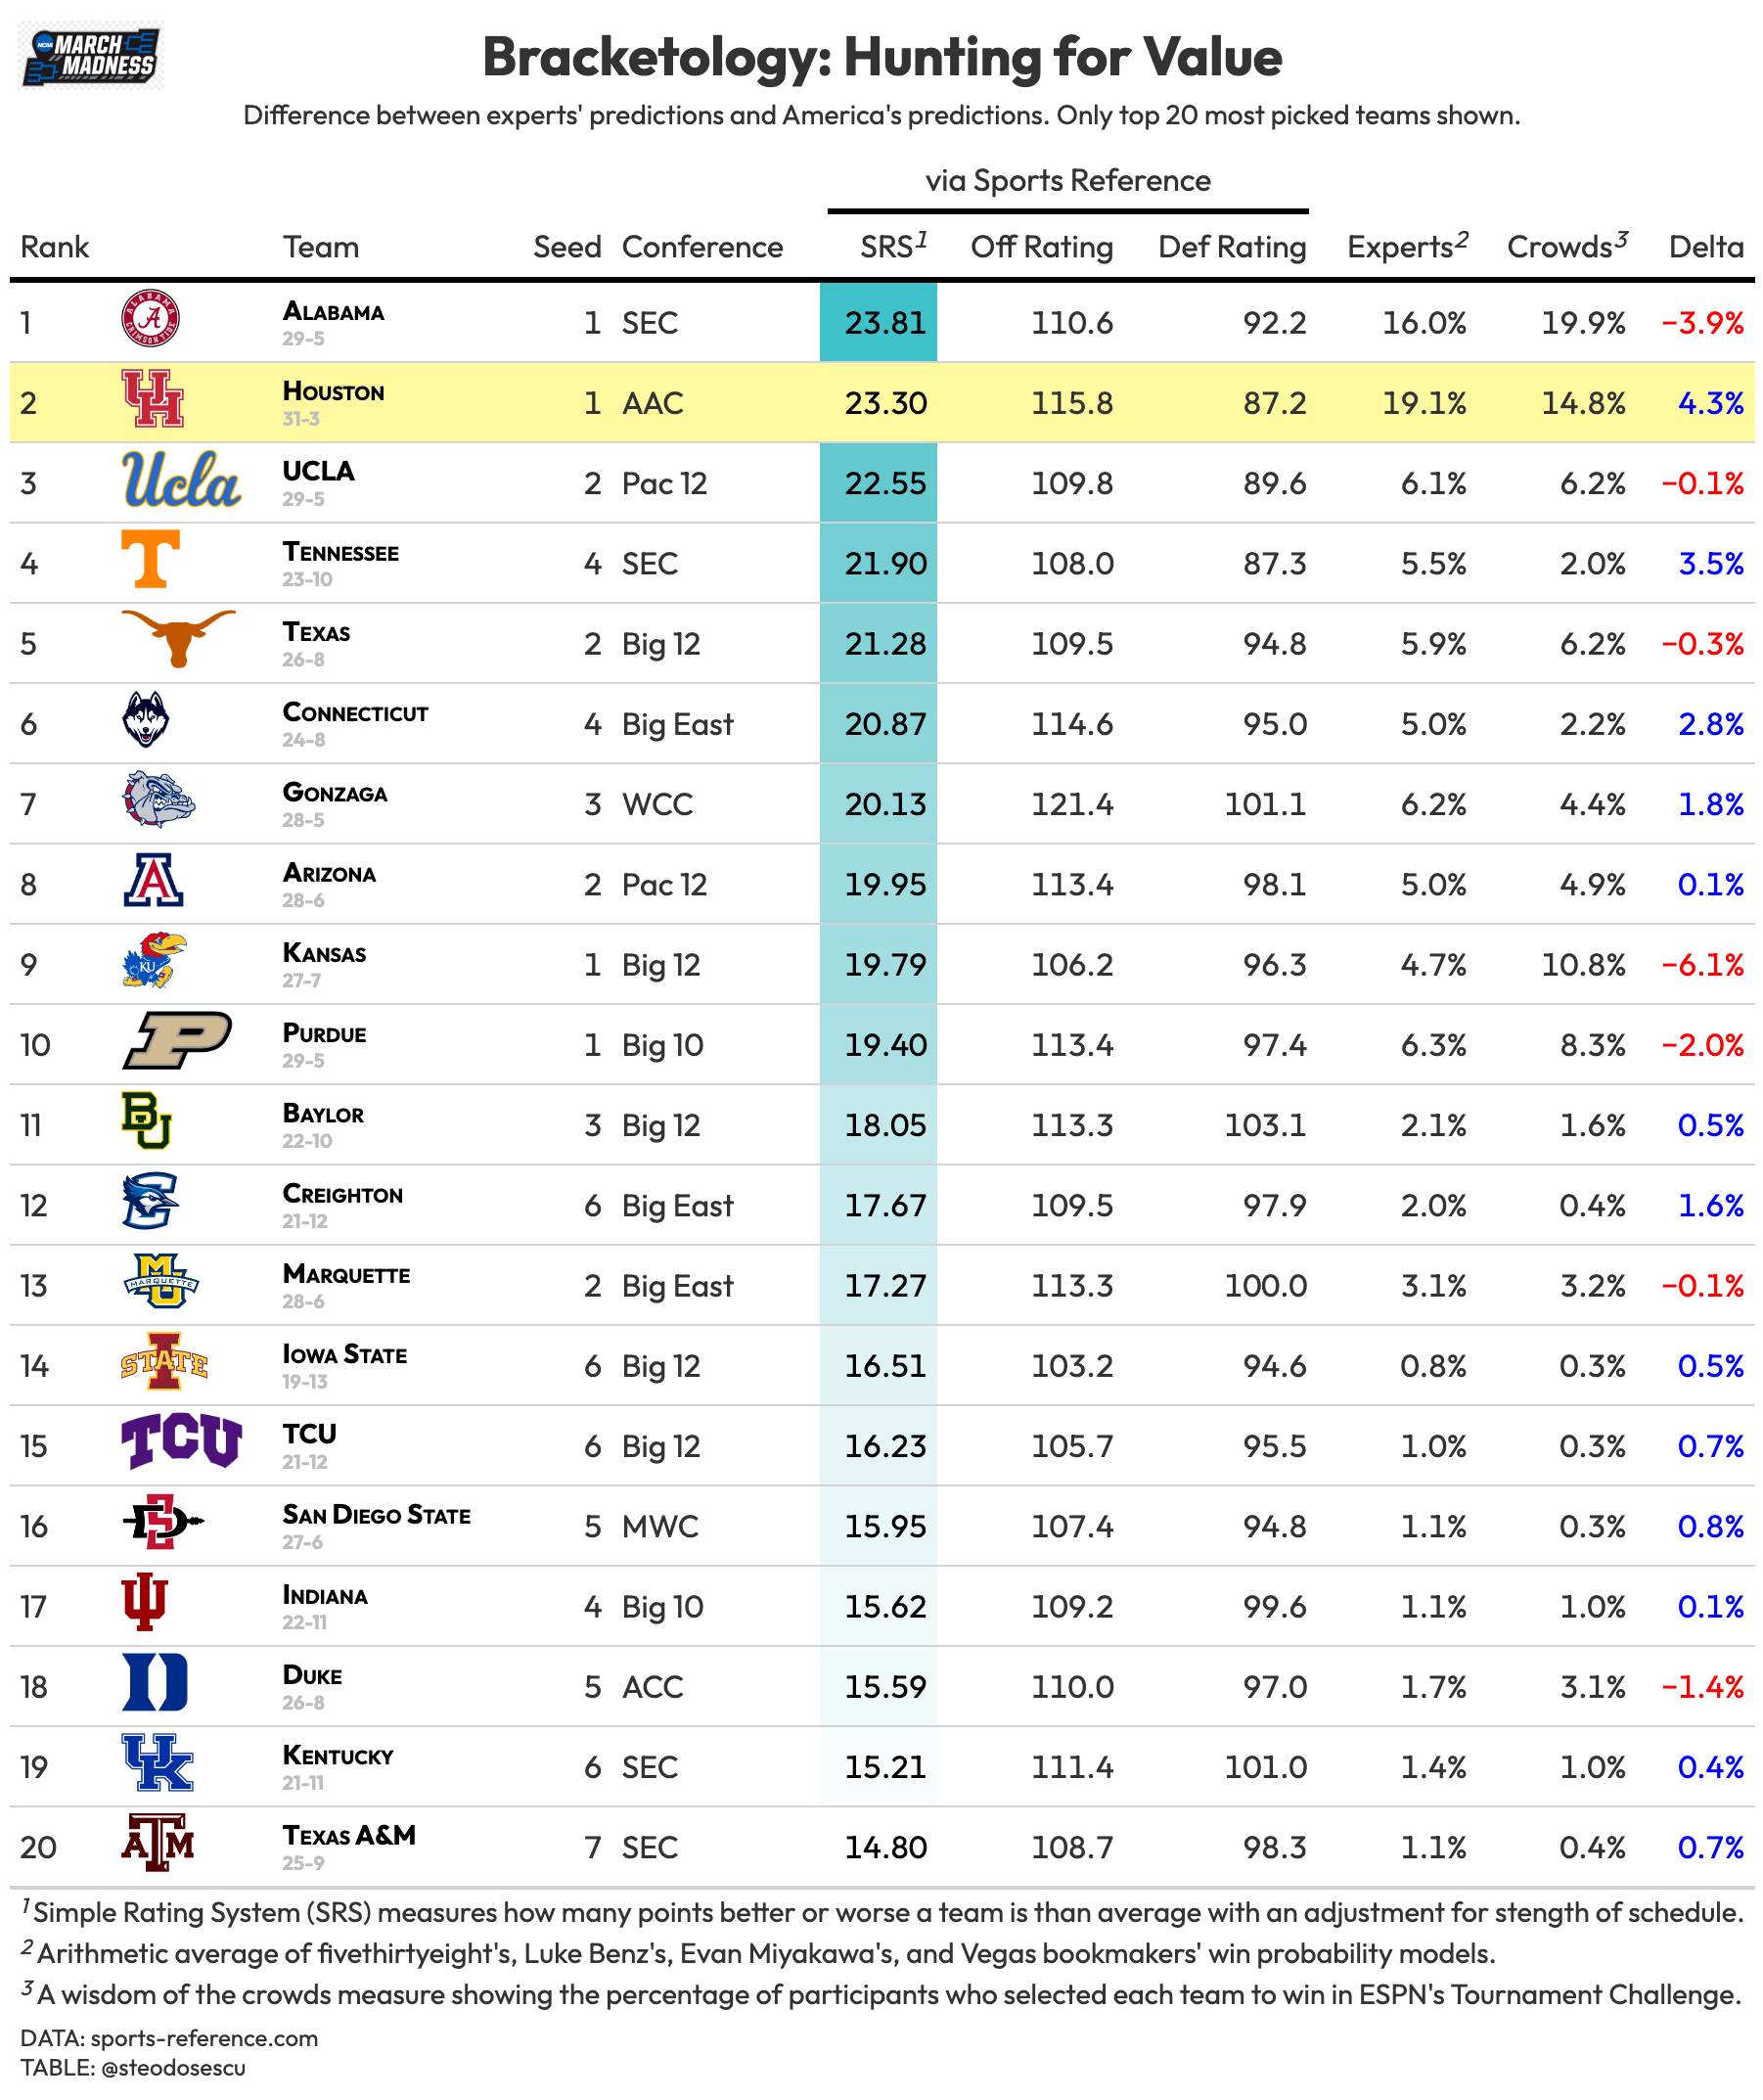 NCAA MARCH MADNESS
Bracketology: Hunting for Value
Difference between experts' predictions and America's predictions. Only top 20 most picked teams shown.
via Sports Reference
Rank Team Seed Conference SRS1 Off Rating Def Rating Experts2 Crowds3 Delta
1 ALABAMA 29-5 1 SEC 23.81 110.6 92.2 16.0% 19.9% −3.9%
2 HOUSTON 31-3 1 AAC 23.30 115.8 87.2 19.1% 14.8% 4.3%
3 Ucla UCLA 29-5 2 Pac 12 22.55 109.8 89.6 6.1% 6.2% −0.1%
4 T TENNESSEE 23-10 4 SEC 21.90 108.0 87.3 5.5% 2.0% 3.5%
5 TEXAS 26-8 2 Big 12 21.28 109.5 94.8 5.9% 6.2% −0.3%
6 CONNECTICUT 24-8 4 Big East 20.87 114.6 95.0 5.0% 2.2% 2.8%
7 GONZAGA 28-5 3 WCC 20.13 121.4 101.1 6.2% 4.4% 1.8%
8 A ARIZONA 28-6 2 Pac 12 19.95 113.4 98.1 5.0% 4.9% 0.1%
9 KU KANSAS 27-7 1 Big 12 19.79 106.2 96.3 4.7% 10.8% −6.1%
10 P PURDUE 29-5 1 Big 10 19.40 113.4 97.4 6.3% 8.3% −2.0%
11 BU BAYLOR 22-10 3 Big 12 18.05 113.3 103.1 2.1% 1.6% 0.5%
12 CREIGHTON 21-12 6 Big East 17.67 109.5 97.9 2.0% 0.4% 1.6%
13 MU MARQUETTE MARQUETTE 28-6 2 Big East 17.27 113.3 100.0 3.1% 3.2% −0.1%
14 I STATE IOWA STATE 19-13 6 Big 12 16.51 103.2 94.6 0.8% 0.3% 0.5%
15 TCU TCU 21-12 6 Big 12 16.23 105.7 95.5 1.0% 0.3% 0.7%
16 SD SAN DIEGO STATE 27-6 5 MWC 15.95 107.4 94.8 1.1% 0.3% 0.8%
17 IU INDIANA 22-11 4 Big 10 15.62 109.2 99.6 1.1% 1.0% 0.1%
18 D DUKE 26-8 5 ACC 15.59 110.0 97.0 1.7% 3.1% −1.4%
19 UK KENTUCKY 21-11 6 SEC 15.21 111.4 101.0 1.4% 1.0% 0.4%
20 ATM TEXAS A&M 25-9 7 SEC 14.80 108.7 98.3 1.1% 0.4% 0.7%
1 Simple Rating System (SRS) measures how many points better or worse a team is than average with an adjustment for stength of schedule.
2 Arithmetic average of fivethirtyeight's, Luke Benz's, Evan Miyakawa's, and Vegas bookmakers' win probability models.
3 A wisdom of the crowds measure showing the percentage of participants who selected each team to win in ESPN's Tournament Challenge.
DATA: sports-reference.com
TABLE: @steodosescu